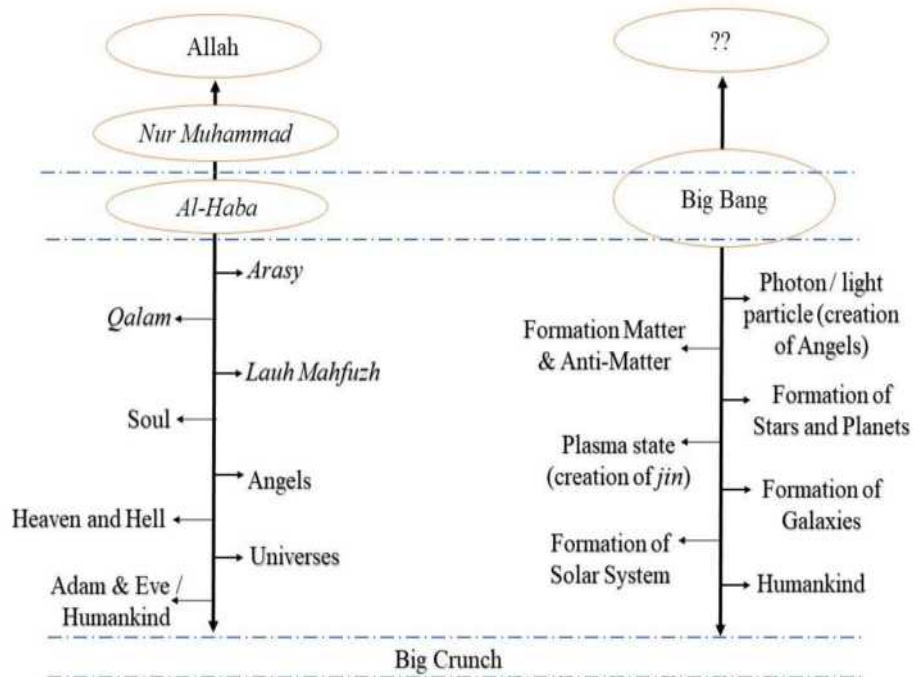 Allah
Nur Muhammad
Al-Haba
Arasy
Qalam
Lauh Mahfuzh
Soul
Angels
Heaven and Hell
Universes
Adam & Eve /
Humankind
??
Big Bang
Photon / light
particle (creation
of Angels)
Formation Matter
& Anti-Matter
Formation of
Stars and Planets
Plasma state
(creation of jin)
Formation of
Galaxies
Formation of
Solar System
Humankind
Big Crunch